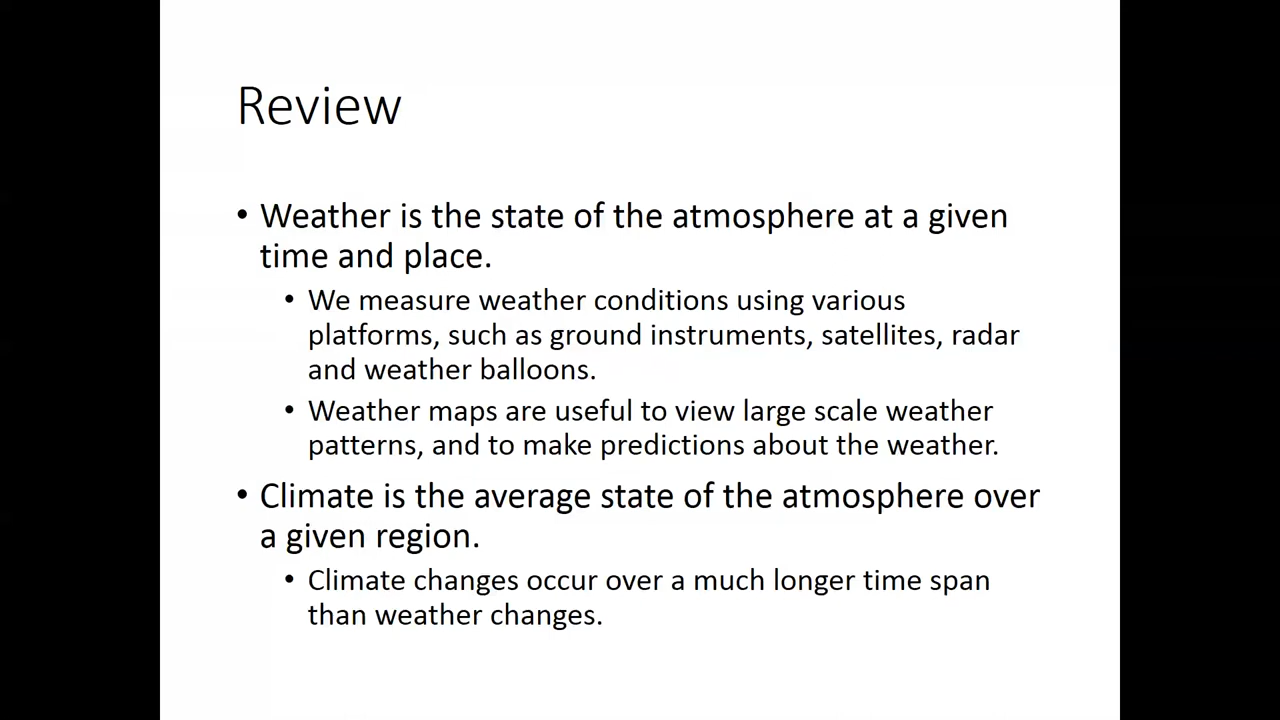 Review
• Weather is the state of the atmosphere at a given
time and place.
• We measure weather conditions using various
platforms, such as ground instruments, satellites, radar
and weather balloons.
• Weather maps are useful to view large scale weather
patterns, and to make predictions about the weather.
• Climate is the average state of the atmosphere over
a given region.
• Climate changes occur over a much longer time span
than weather changes.